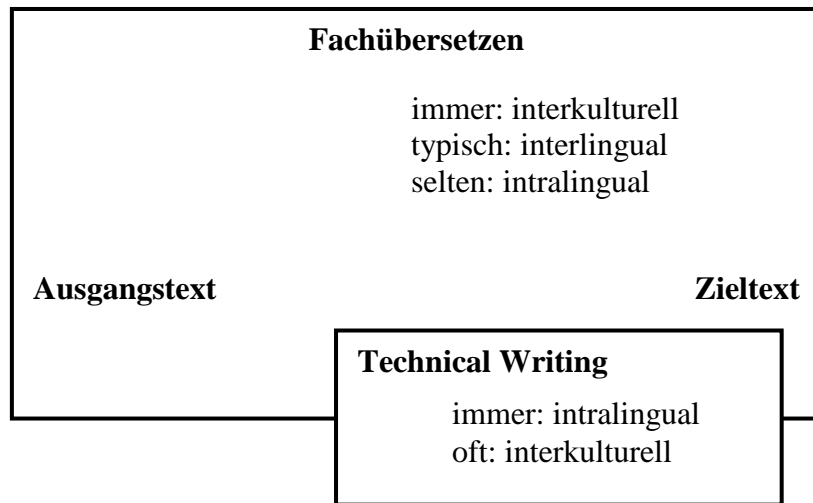 Fachübersetzen
immer: interkulturell
typisch: interlingual
selten: intralingual
Ausgangstext
Zieltext
Technical Writing
immer: intralingual
oft: interkulturell